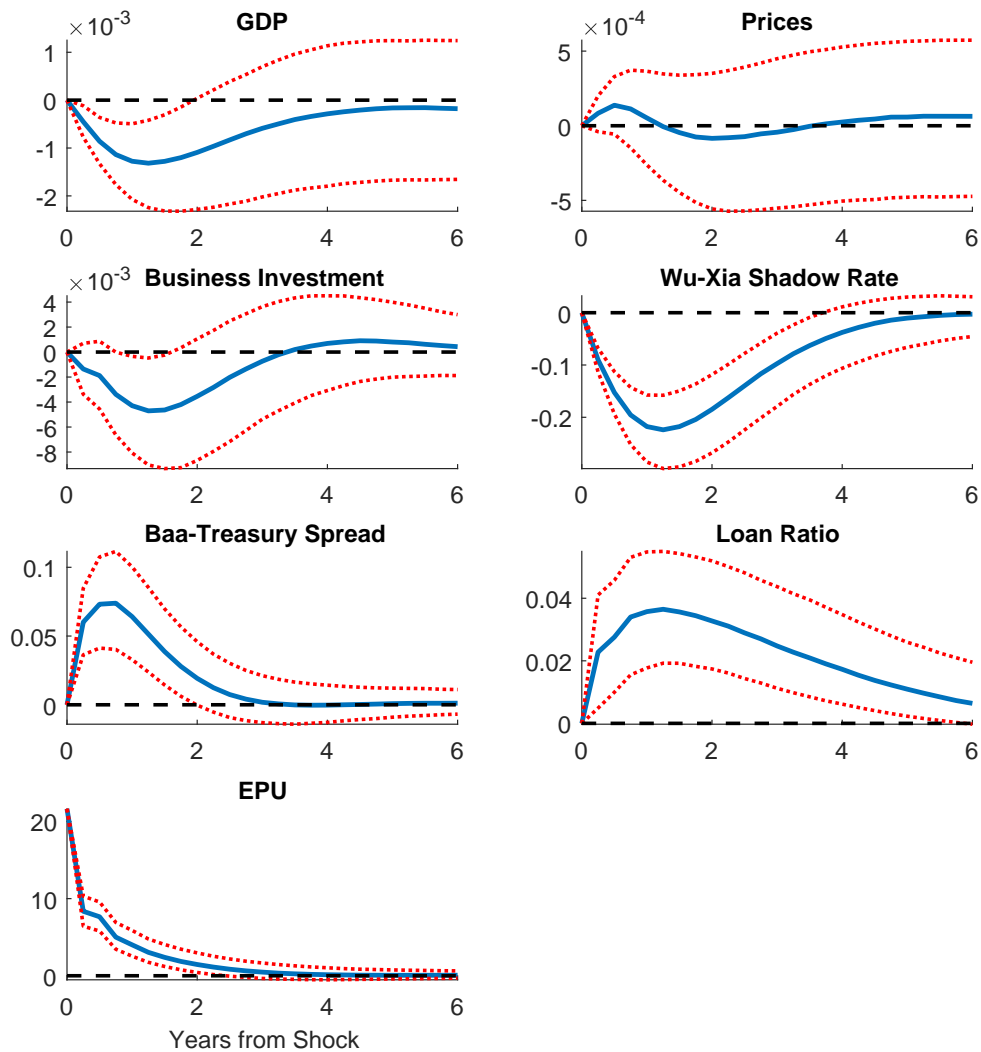 GDP
×10-3
1
0
-1
-2
0 2 4 6
Prices
×10-4
5
0
-5
0 2 4 6
Business Investment
×10-3
4
2
0
-2
-4
-6
-8
0 2 4 6
Wu-Xia Shadow Rate
0
-0.1
-0.2
0 2 4 6
Baa-Treasury Spread
0.1
0.05
0
0 2 4 6
Loan Ratio
0.04
0.02
0
0 2 4 6
EPU
20
10
0
0 2 4 6
Years from Shock